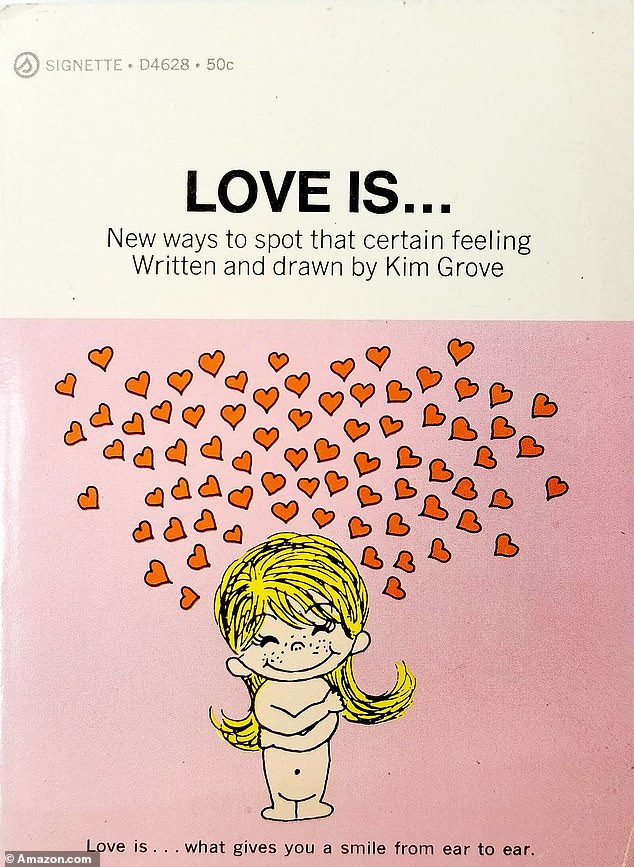 SIGNETTE • D4628 • 50c
LOVE IS...
New ways to spot that certain feeling
Written and drawn by Kim Grove
Love is . . . what gives you a smile from ear to ear.
© Amazon.com